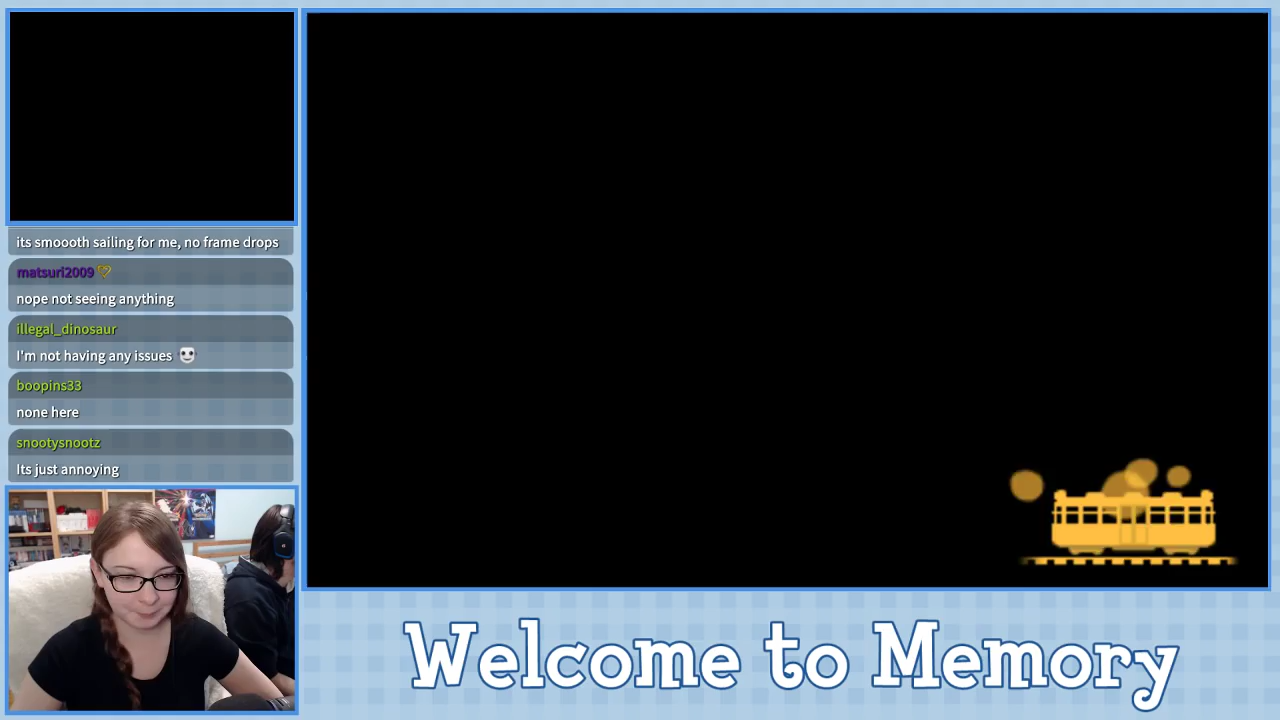 its smoooth sailing for me, no frame drops
matsuri2009
nope not seeing anything
illegal_dinosaur
I'm not having any issues
boopins33
none here
snootysnootz
Its just annoying
Welcome to Memory